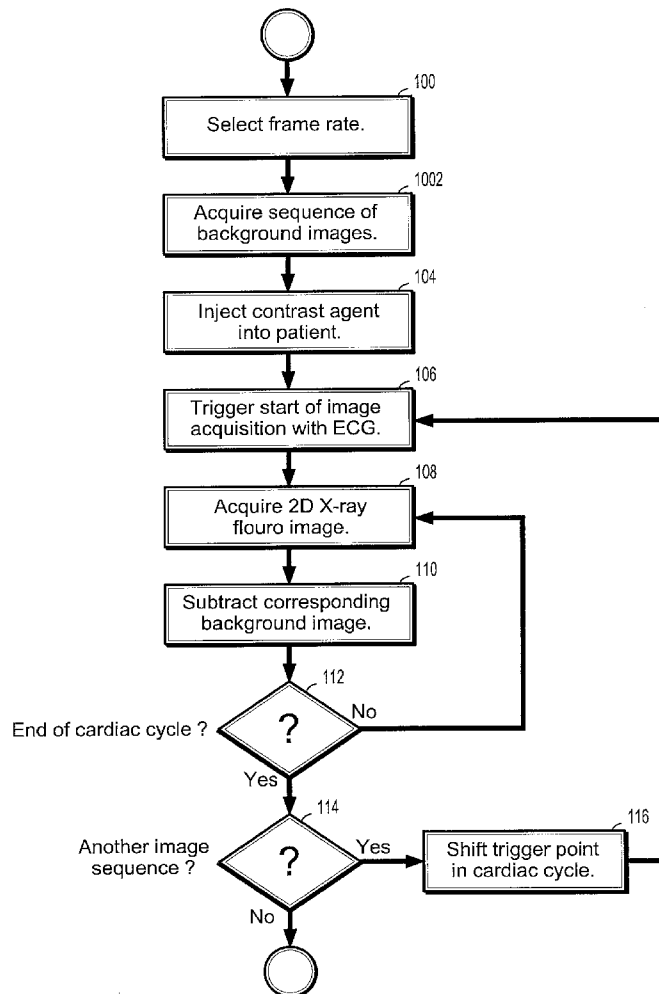 100
Select frame rate.
1002
Acquire sequence of
background images.
104
Inject contrast agent
into patient.
106
Trigger start of image
acquisition with ECG.
108
Acquire 2D X-ray
flouro image.
110
Subtract corresponding
background image.
112
End of cardiac cycle ?
?
No
Yes
114
Another image
sequence ?
?
Yes
No
116
Shift trigger point
in cardiac cycle.